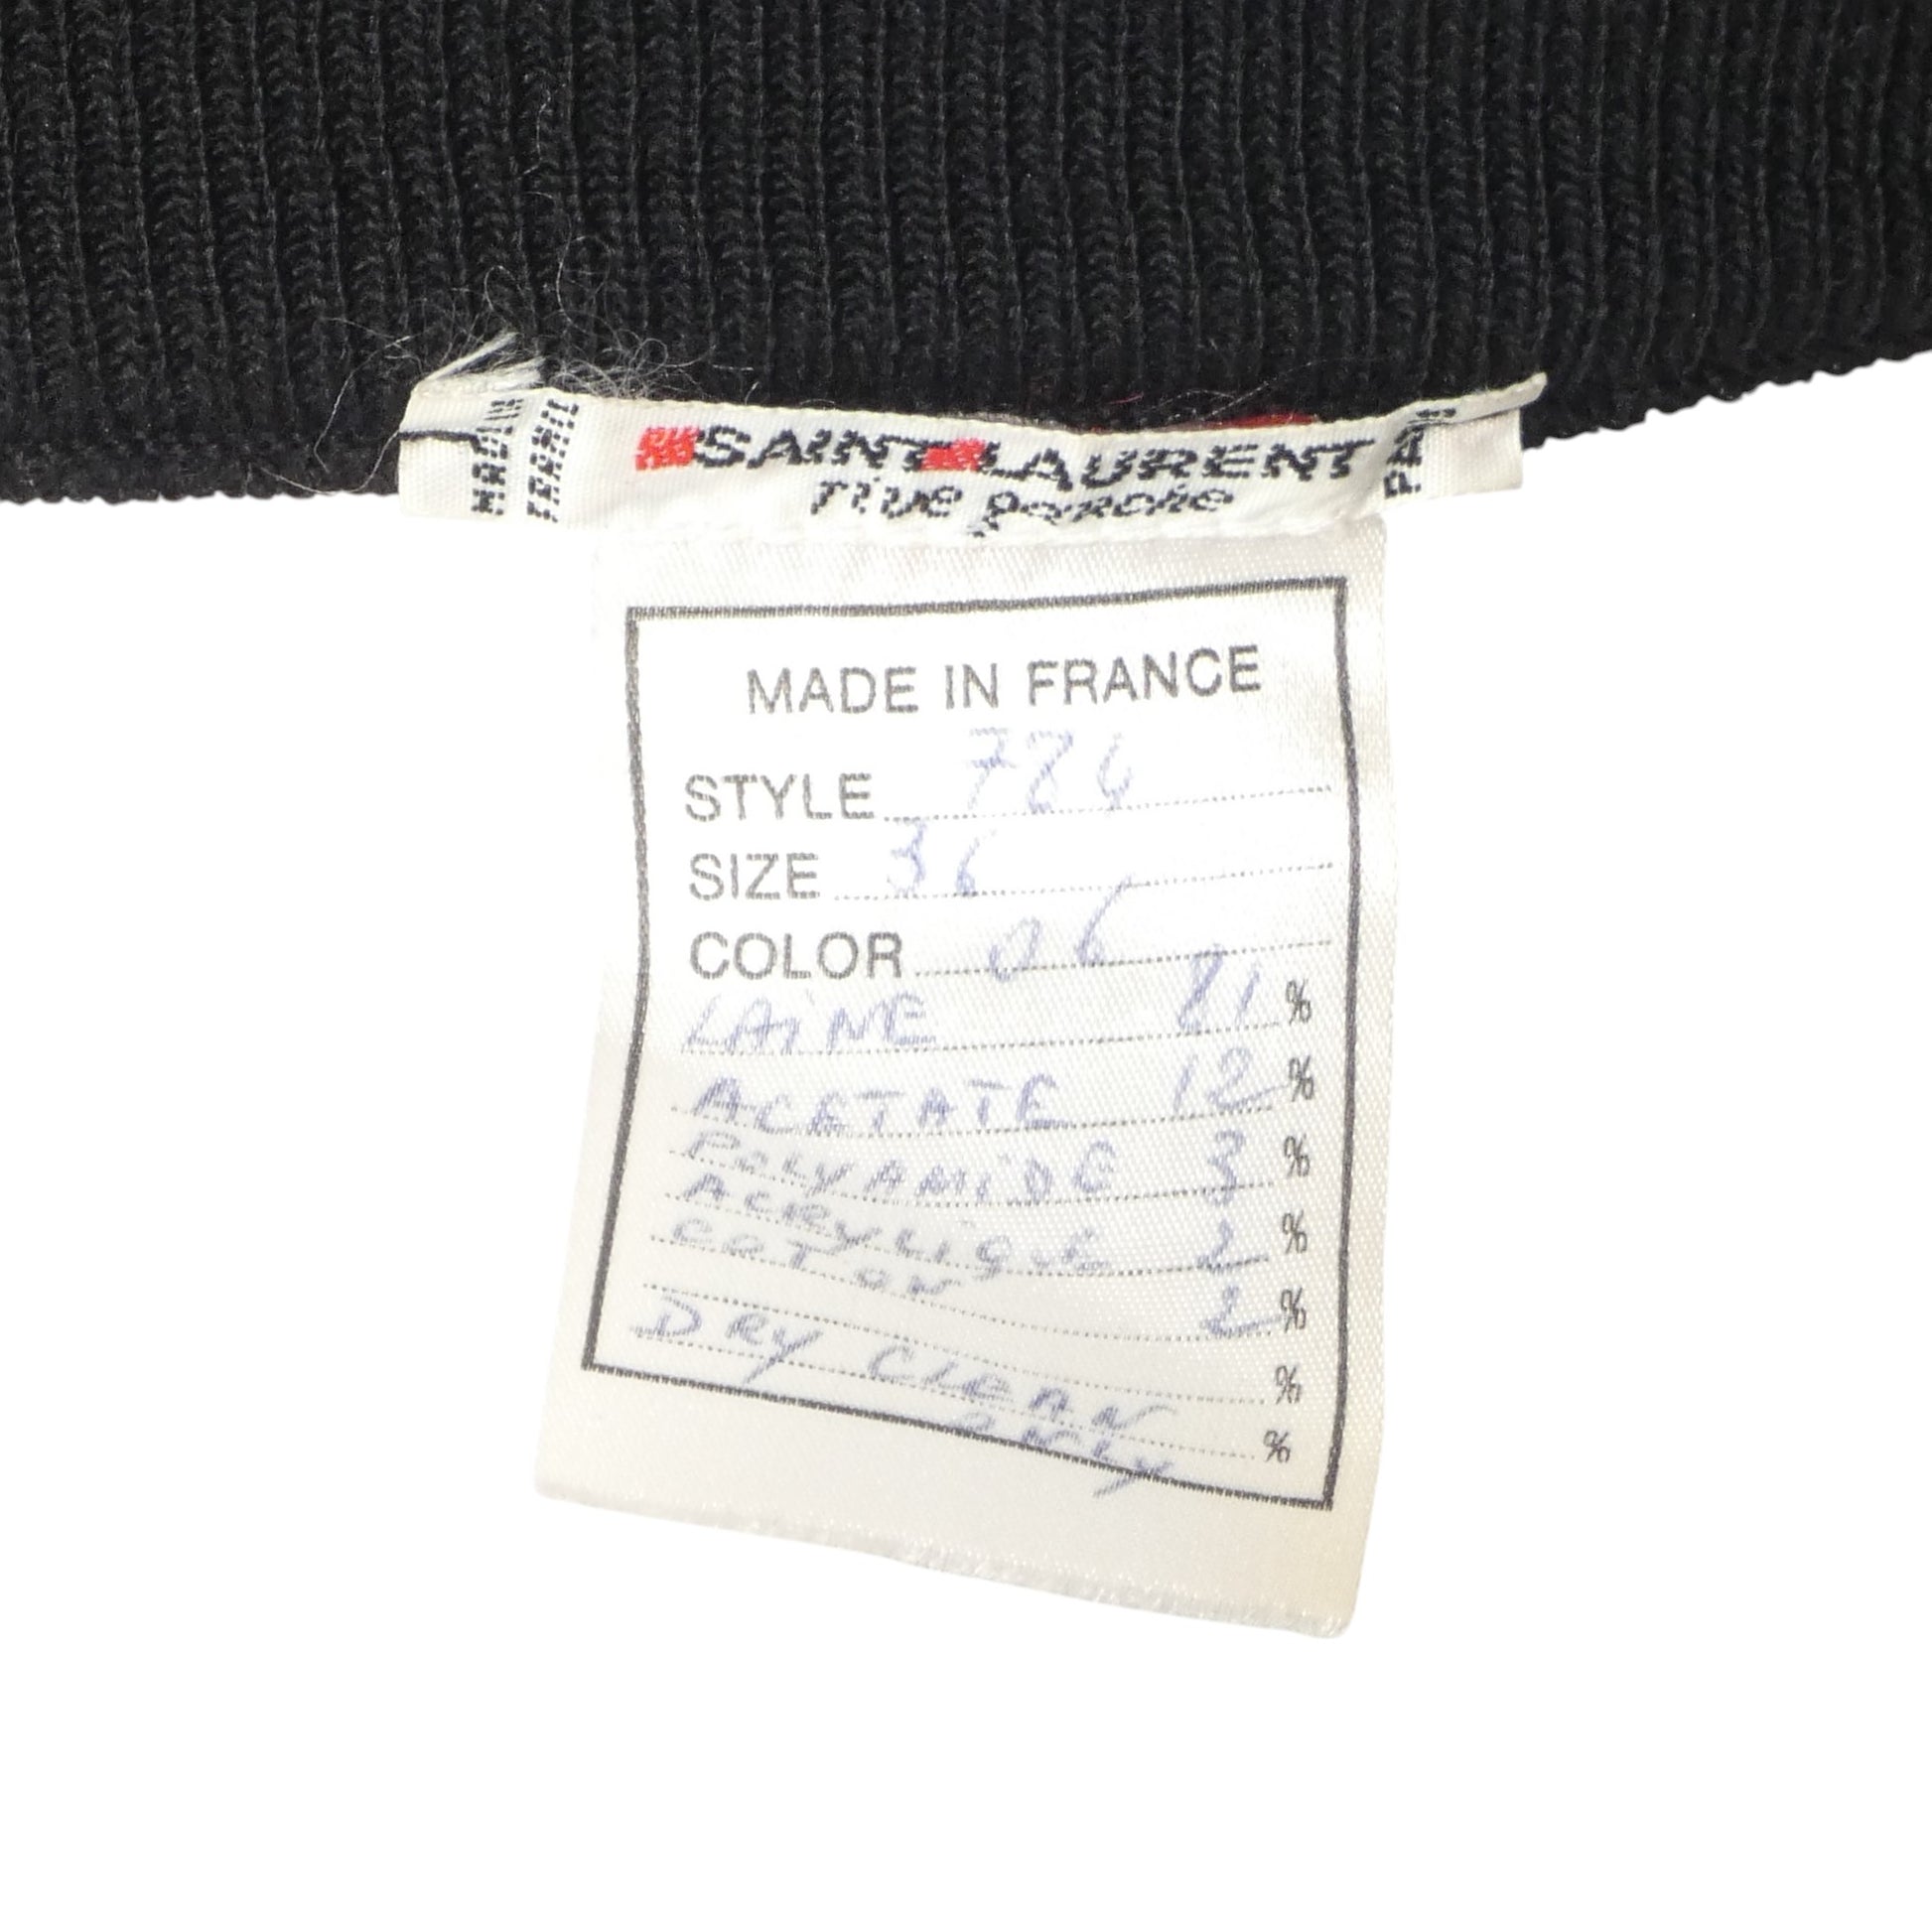 SAINT LAURENT
rive gauche
MADE IN FRANCE
STYLE 784
SIZE 36
COLOR 06
LAiNE 81 %
ACETATE 12 %
POLYAMiDE 3 %
ACRYLiQUE 2 %
COTON 2 %
%
DRY CLEAN %
ONLY